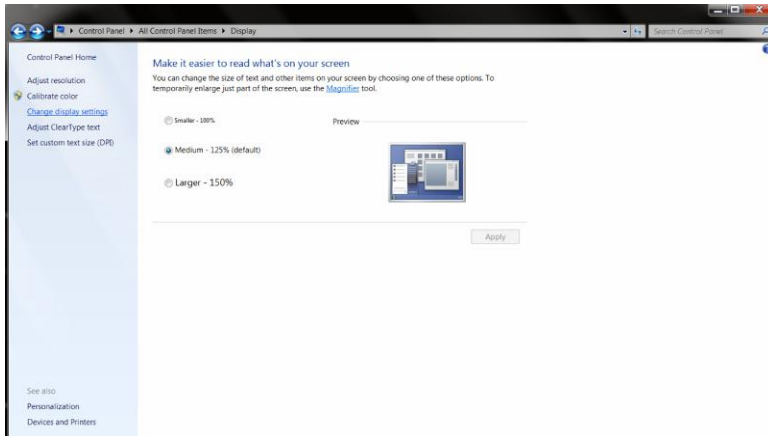 Control Panel ▸ All Control Panel Items ▸ Display
Search Control Panel
Control Panel Home
Adjust resolution
Calibrate color
Change display settings
Adjust ClearType text
Set custom text size (DPI)
Make it easier to read what's on your screen
You can change the size of text and other items on your screen by choosing one of these options. To
temporarily enlarge just part of the screen, use the Magnifier tool.
Smaller - 100%
Preview
Medium - 125% (default)
Larger - 150%
Apply
See also
Personalization
Devices and Printers